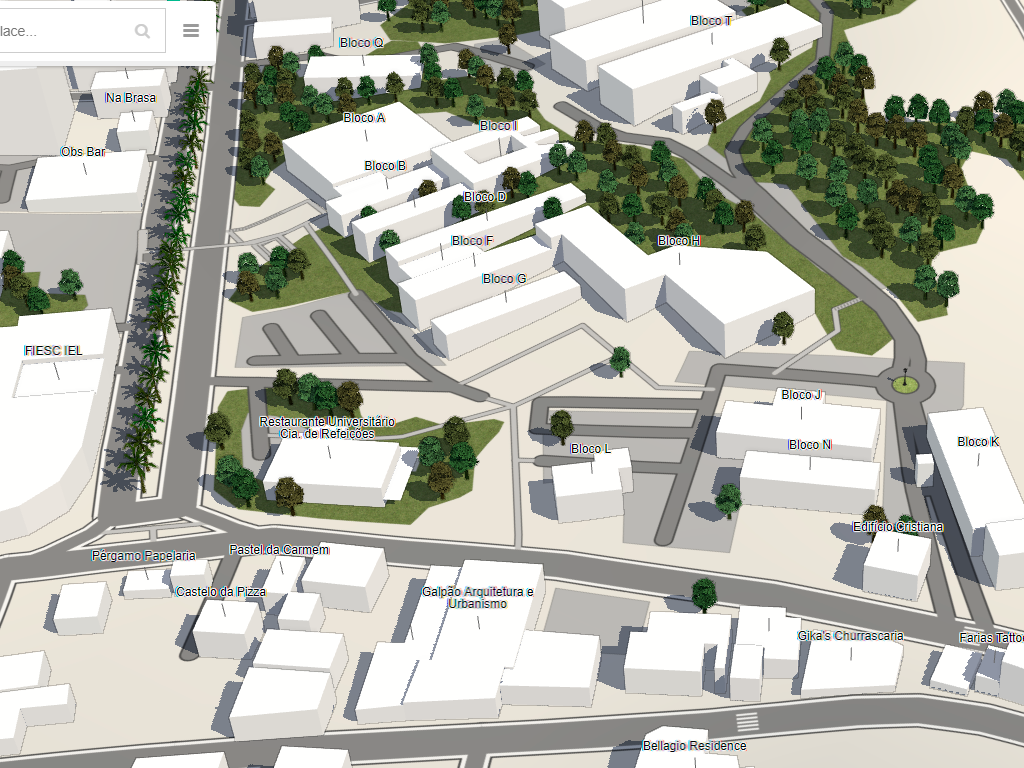 lace...
Bloco T
Bloco Q
Na Brasa
Bloco A
Bloco I
Obs Bar
Bloco B
Bloco D
Bloco F
Bloco H
Bloco G
FIESC IEL
Bloco J
Restaurante Universitário
Cia. de Refeições
Bloco K
Bloco N
Bloco L
Edifício Cristiana
Pastel da Carmem
Pérgamo Papelaria
Castelo da Pizza
Galpão Arquitetura e
Urbanismo
Gika's Churrascaria
Farias Tattoo
Bellagio Residence